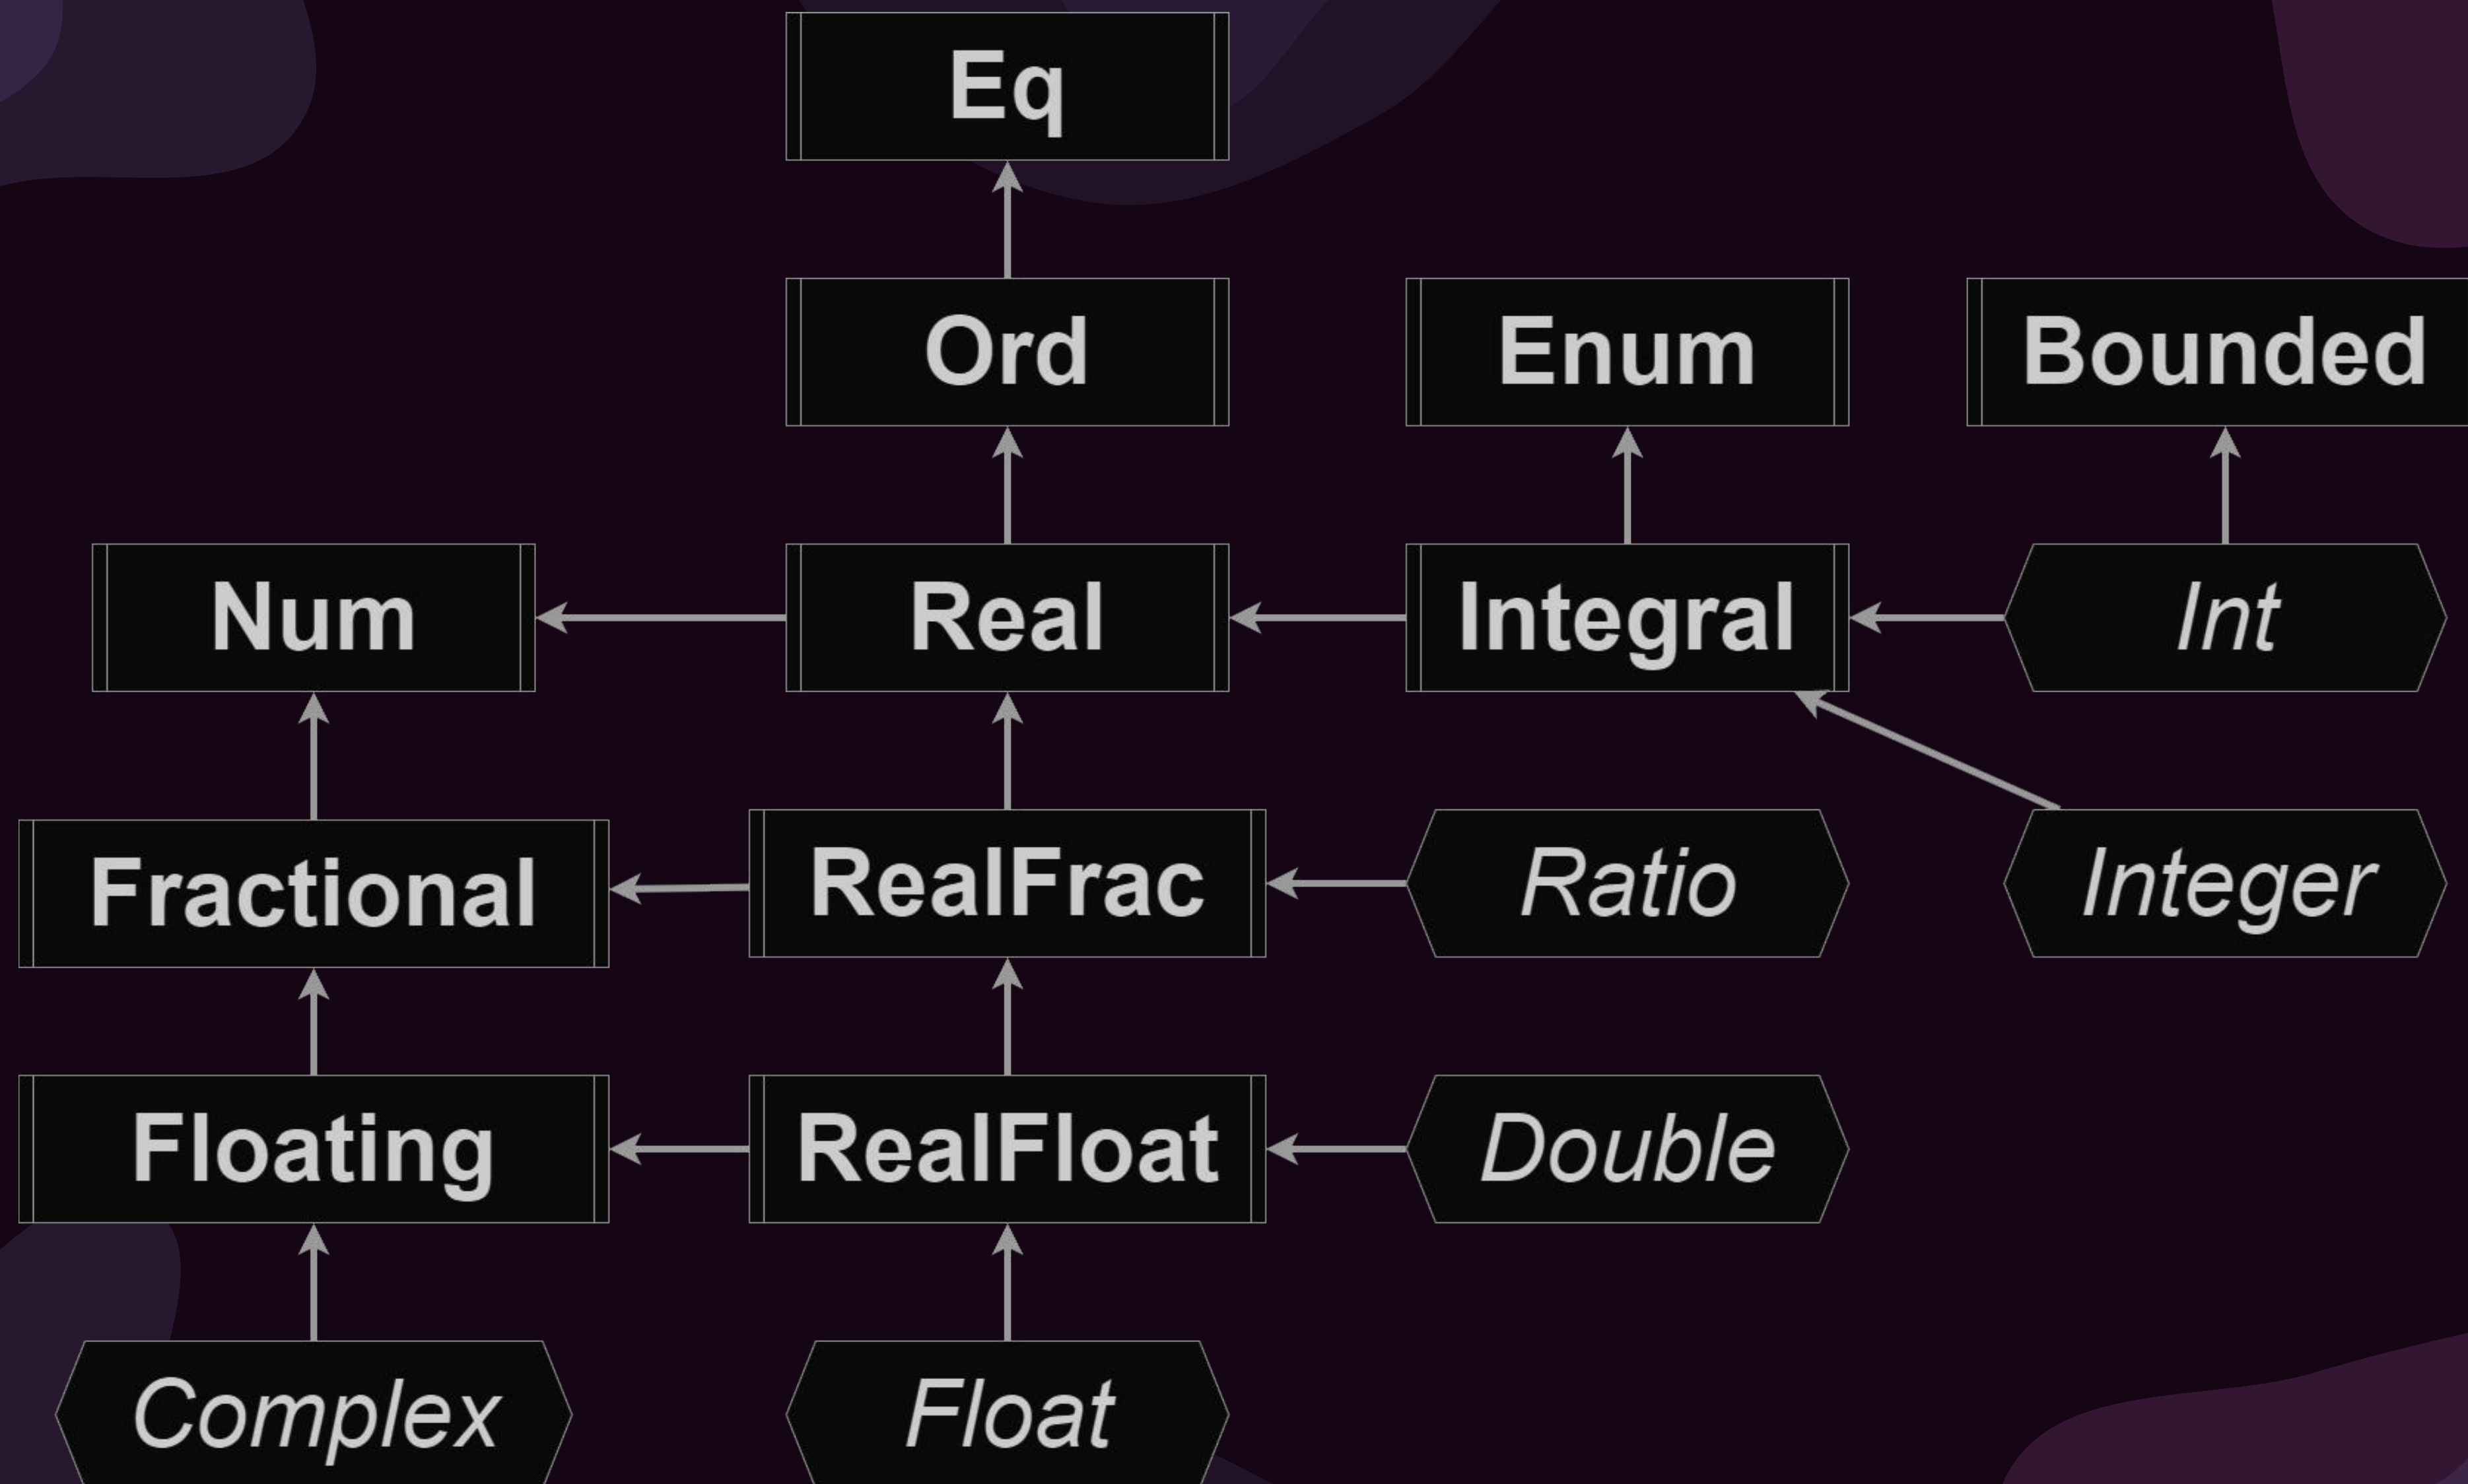 Eq
Ord
Enum
Bounded
Num
Real
Integral
Int
Fractional
RealFrac
Ratio
Integer
Floating
RealFloat
Double
Complex
Float